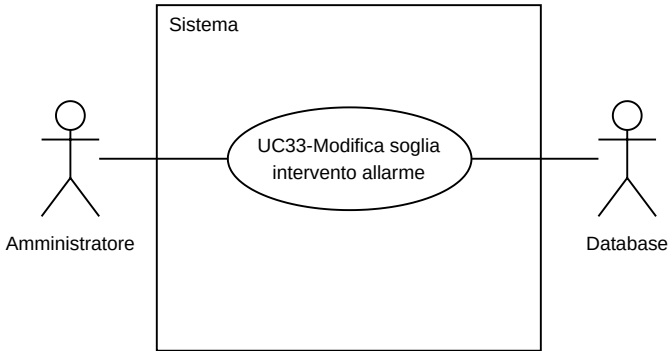 Sistema
UC33-Modifica soglia
intervento allarme
Amministratore
Database